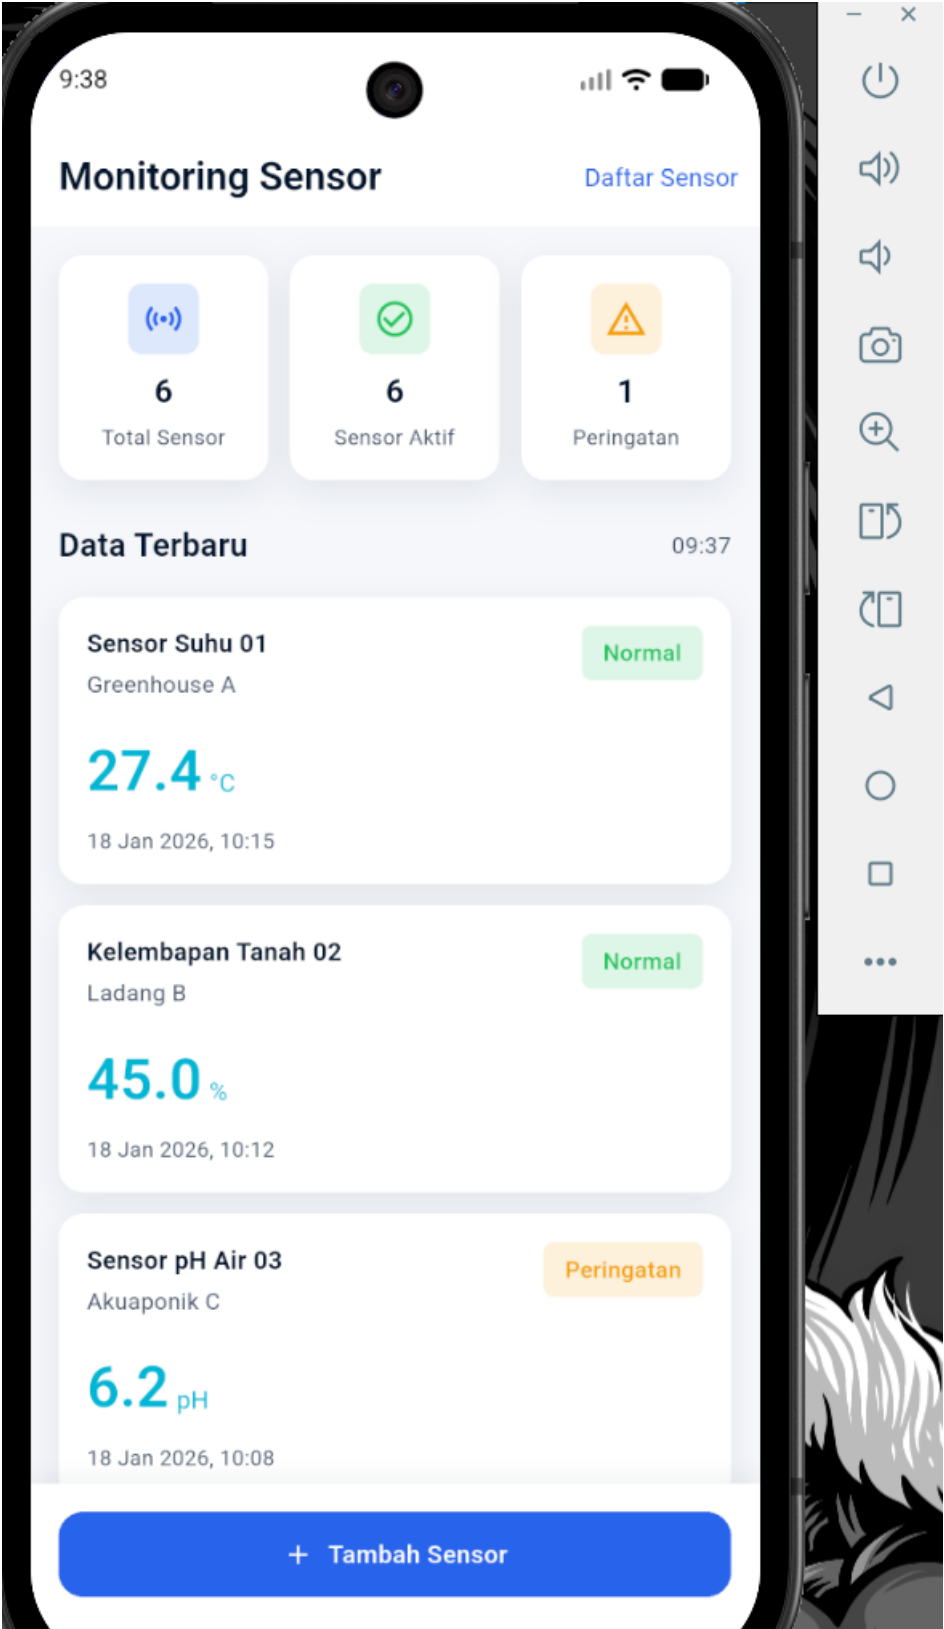 9:38
Monitoring Sensor
Daftar Sensor
6
Total Sensor
6
Sensor Aktif
1
Peringatan
Data Terbaru
09:37
Sensor Suhu 01
Normal
Greenhouse A
27.4 °C
18 Jan 2026, 10:15
Kelembapan Tanah 02
Normal
Ladang B
45.0 %
18 Jan 2026, 10:12
Sensor pH Air 03
Peringatan
Akuaponik C
6.2 pH
18 Jan 2026, 10:08
+ Tambah Sensor